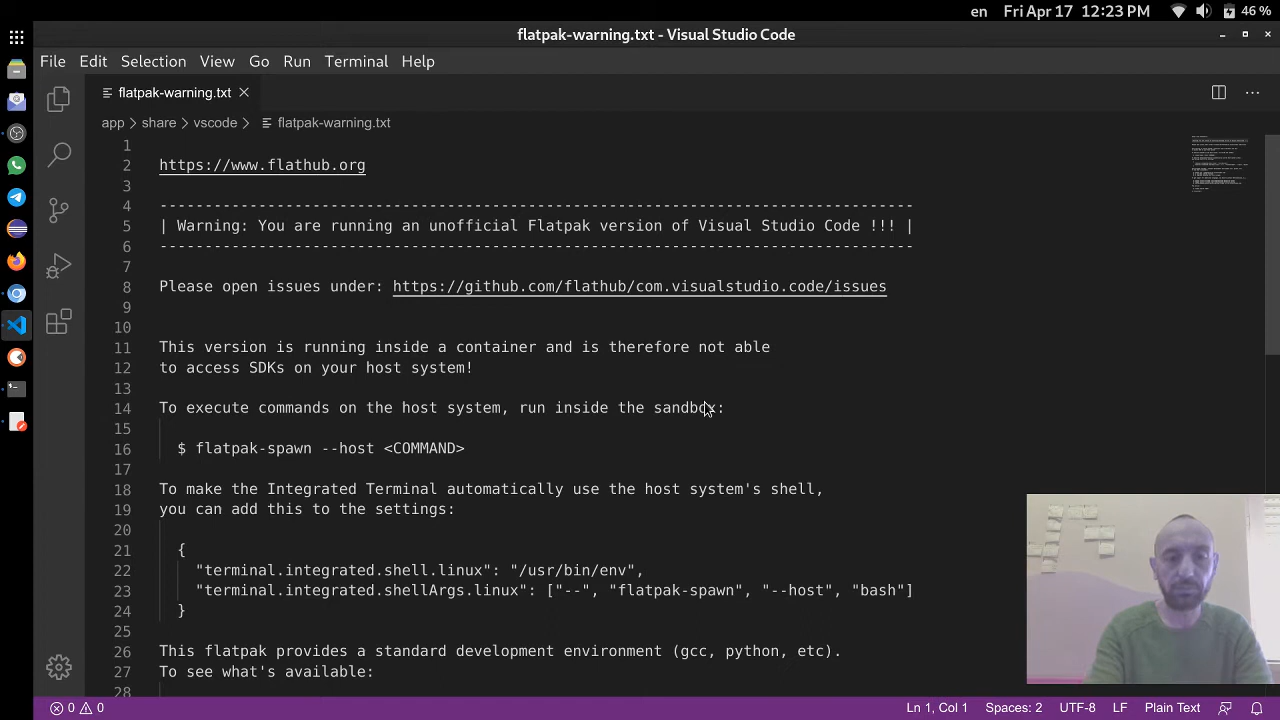 en Fri Apr 17 12:23 PM 46 %
flatpak-warning.txt - Visual Studio Code
File Edit Selection View Go Run Terminal Help
flatpak-warning.txt
app share vscode flatpak-warning.txt
1
2 https://www.flathub.org
3
4 ------------------------------------------------------------------------------------
5 | Warning: You are running an unofficial Flatpak version of Visual Studio Code !!! |
6 ------------------------------------------------------------------------------------
7
8 Please open issues under: https://github.com/flathub/com.visualstudio.code/issues
9
10
11 This version is running inside a container and is therefore not able
12 to access SDKs on your host system!
13
14 To execute commands on the host system, run inside the sandbox:
15
16 $ flatpak-spawn --host <COMMAND>
17
18 To make the Integrated Terminal automatically use the host system's shell,
19 you can add this to the settings:
20
21 {
22 "terminal.integrated.shell.linux": "/usr/bin/env",
23 "terminal.integrated.shellArgs.linux": ["--", "flatpak-spawn", "--host", "bash"]
24 }
25
26 This flatpak provides a standard development environment (gcc, python, etc).
27 To see what's available:
28
0 0 Ln 1, Col 1 Spaces: 2 UTF-8 LF Plain Text